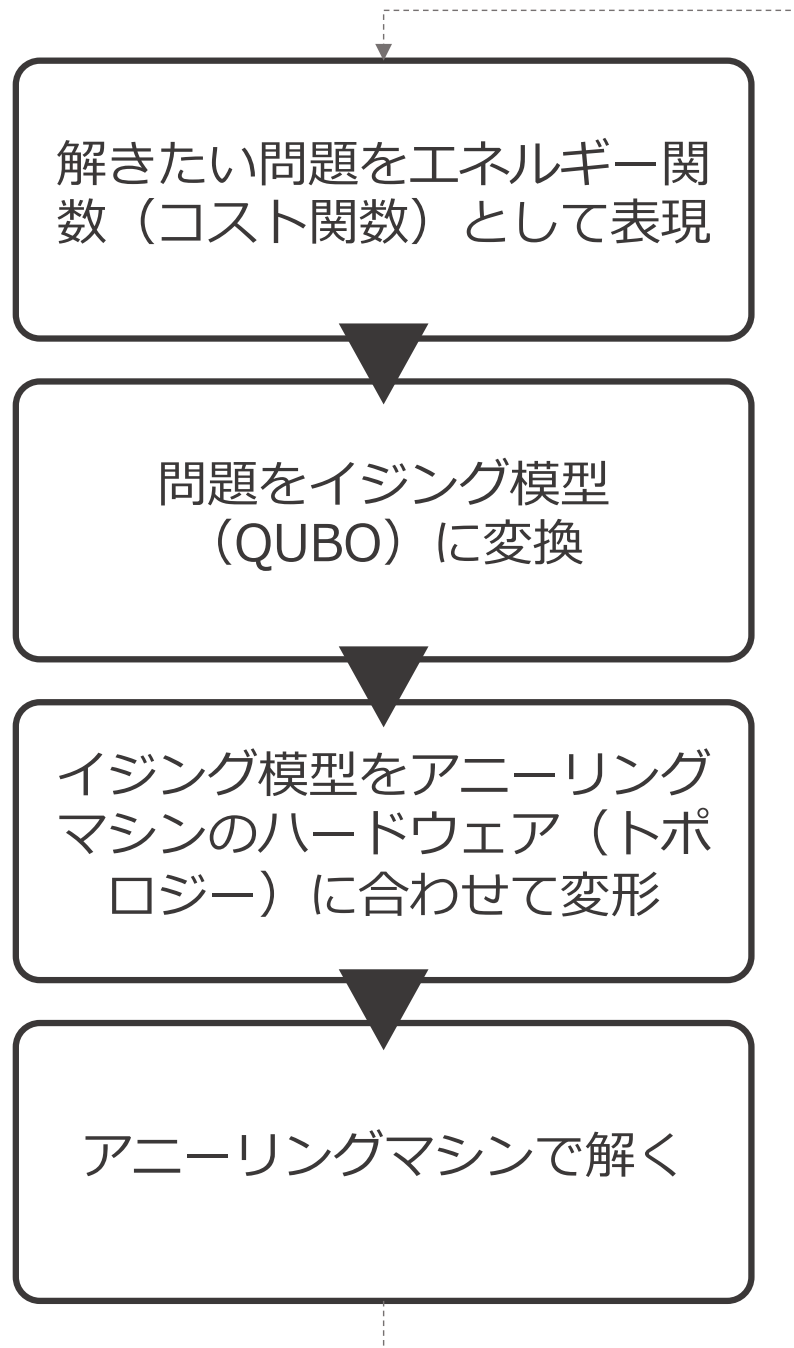 解きたい問題をエネルギー関
数（コスト関数）として表現
問題をイジング模型
（QUBO）に変換
イジング模型をアニーリング
マシンのハードウェア（トポ
ロジー）に合わせて変形
アニーリングマシンで解く